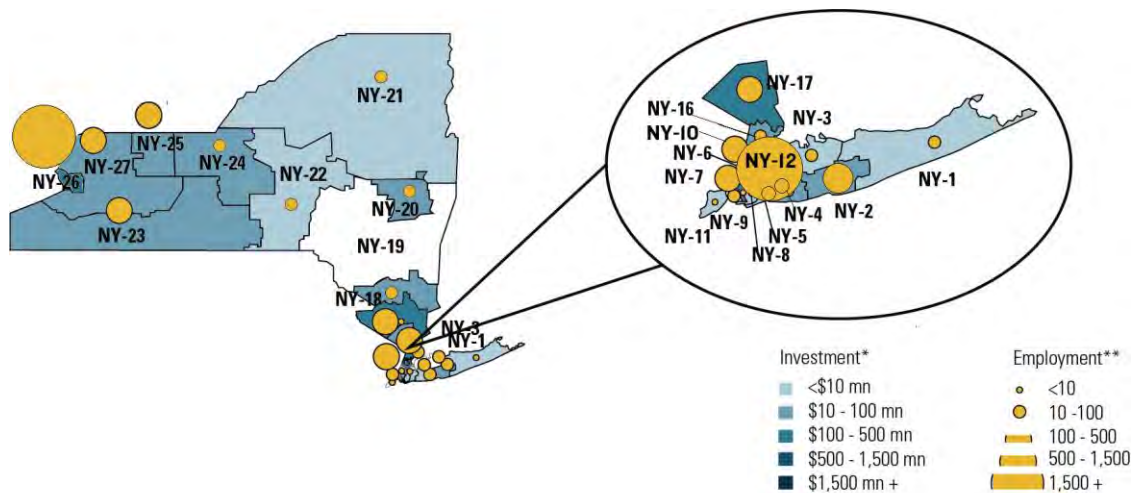 NY-21
NY-25
NY-27
NY-24
NY-26
NY-22
NY-20
NY-23
NY-19
NY-18
NY-3
NY-1
NY-17
NY-16
NY-3
NY-10
NY-6
NY-12
NY-7
NY-1
NY-9
NY-4
NY-2
NY-11
NY-5
NY-8
Investment*
<$10 mn
$10 - 100 mn
$100 - 500 mn
$500 - 1,500 mn
$1,500 mn +
Employment**
<10
10 -100
100 - 500
500 - 1,500
1,500 +